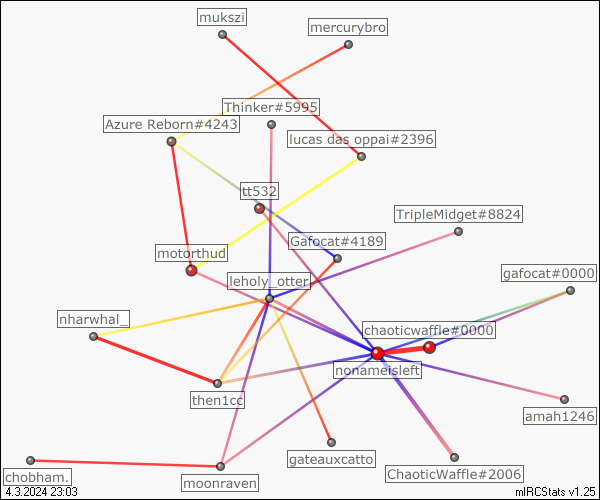 mukszi
mercurybro
Thinker#5995
Azure Reborn#4243
lucas das oppai#2396
tt532
TripleMidget#8824
Gafocat#4189
motorthud
leholy_otter
gafocat#0000
nharwhal_
chaoticwaffle#0000
nonameisleft
then1cc
amah1246
gateauxcatto
chobham.
moonraven
ChaoticWaffle#2006
4.3.2024 23:03
mIRCStats v1.25